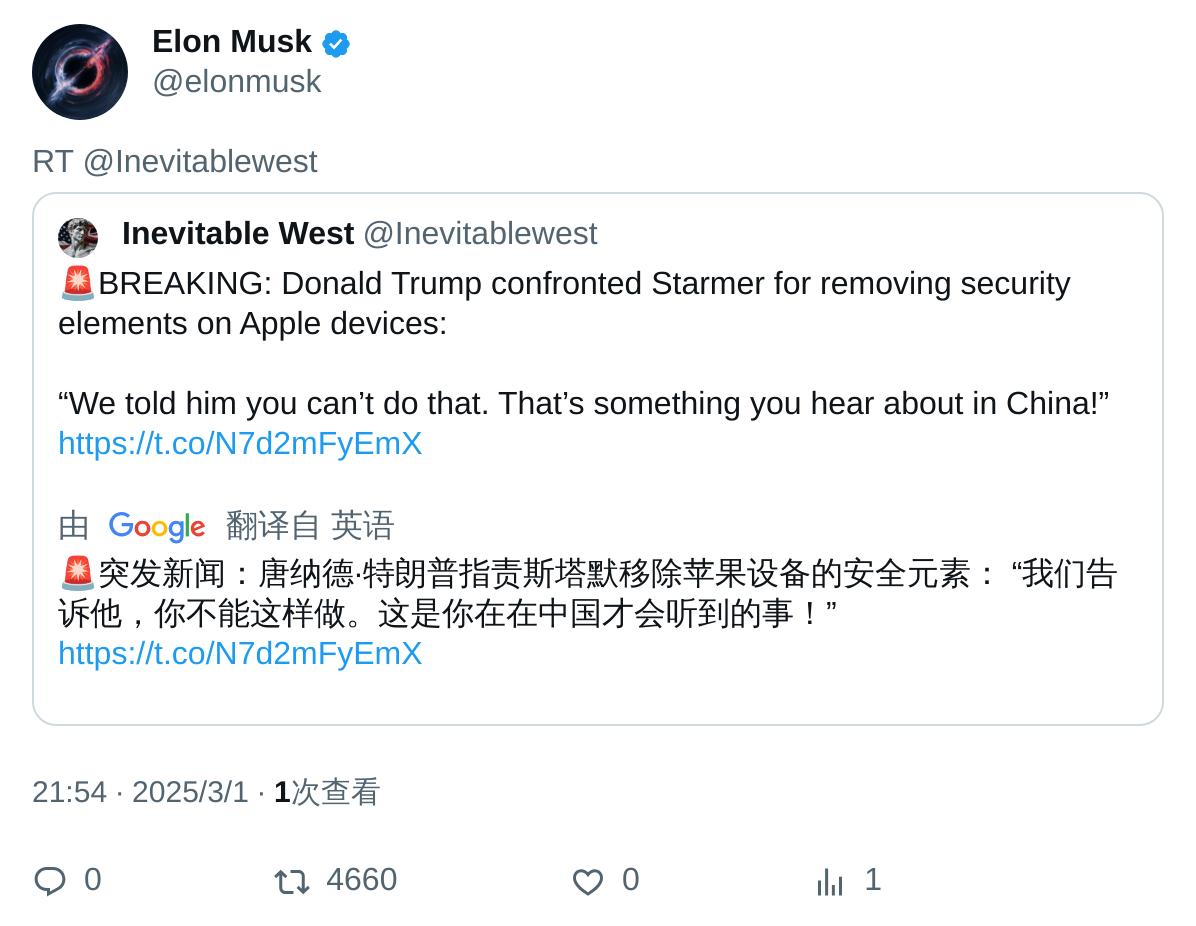 Elon Musk
@elonmusk
RT @Inevitablewest
Inevitable West @Inevitablewest
🚨BREAKING: Donald Trump confronted Starmer for removing security
elements on Apple devices:
“We told him you can’t do that. That’s something you hear about in China!”
https://t.co/N7d2mFyEmX
由 Google 翻译自 英语
🚨突发新闻：唐纳德·特朗普指责斯塔默移除苹果设备的安全元素： “我们告
诉他，你不能这样做。这是你在在中国才会听到的事！”
https://t.co/N7d2mFyEmX
21:54 · 2025/3/1 · 1次查看
0 4660 0 1